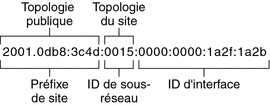 Topologie Topologie
publique du site
2001.0db8:3c4d:0015:0000:0000:1a2f:1a2b
Préfixe ID de sous- ID d'interface
de site réseau